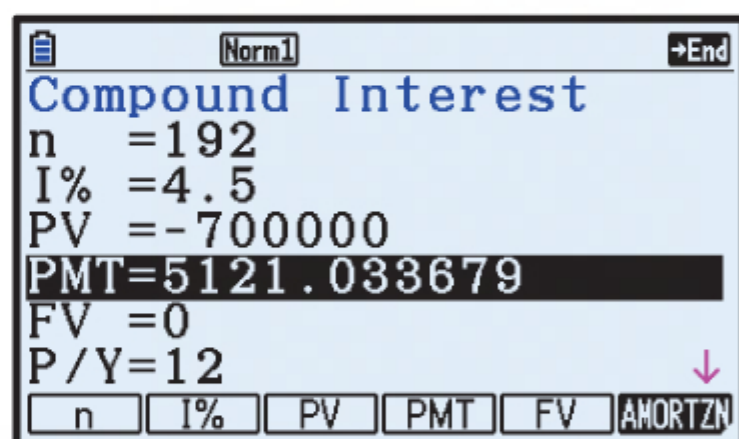 Norm1 →End
Compound Interest
n =192
I% =4.5
PV =-700000
PMT=5121.033679
FV =0
P/Y=12 ↓
n I% PV PMT FV AMORTZN